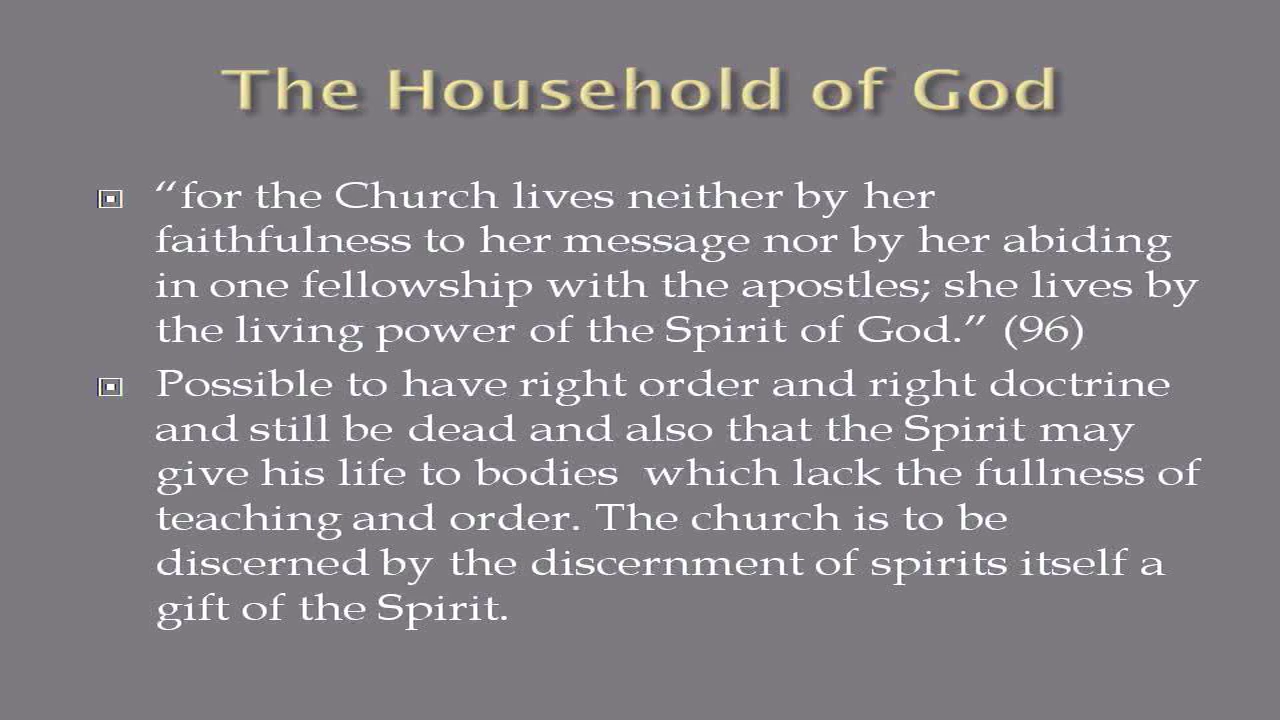 The Household of God
“for the Church lives neither by her
faithfulness to her message nor by her abiding
in one fellowship with the apostles; she lives by
the living power of the Spirit of God.” (96)
Possible to have right order and right doctrine
and still be dead and also that the Spirit may
give his life to bodies  which lack the fullness of
teaching and order. The church is to be
discerned by the discernment of spirits itself a
gift of the Spirit.